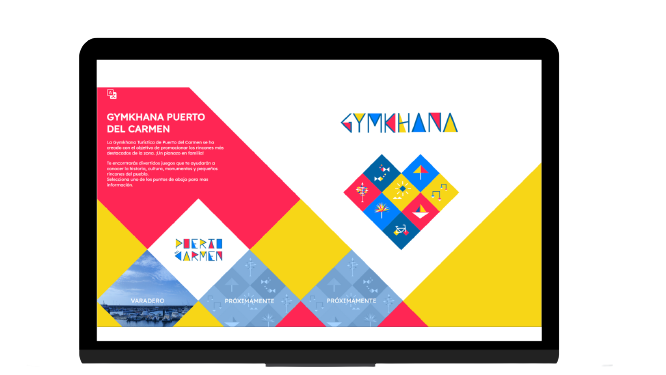 GYMKHANA PUERTO
DEL CARMEN
La Gymkhana Turística de Puerto del Carmen se ha
creado con el objetivo de promocionar los rincones más
destacados de la zona. ¡Un planazo en familia!
Te encontrarás divertidos juegos que te ayudarán a
conocer la historia, cultura, monumentos y pequeños
rincones del pueblo.
Selecciona uno de los puntos de abajo para más
información.
GYMKHANA
PUERTO
CARMEN
VARADERO
PRÓXIMAMENTE
PRÓXIMAMENTE